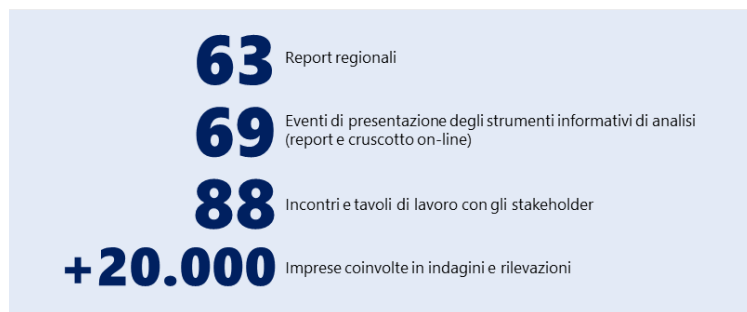 63 Report regionali
69 Eventi di presentazione degli strumenti informativi di analisi
(report e cruscotto on-line)
88 Incontri e tavoli di lavoro con gli stakeholder
+20.000 Imprese coinvolte in indagini e rilevazioni